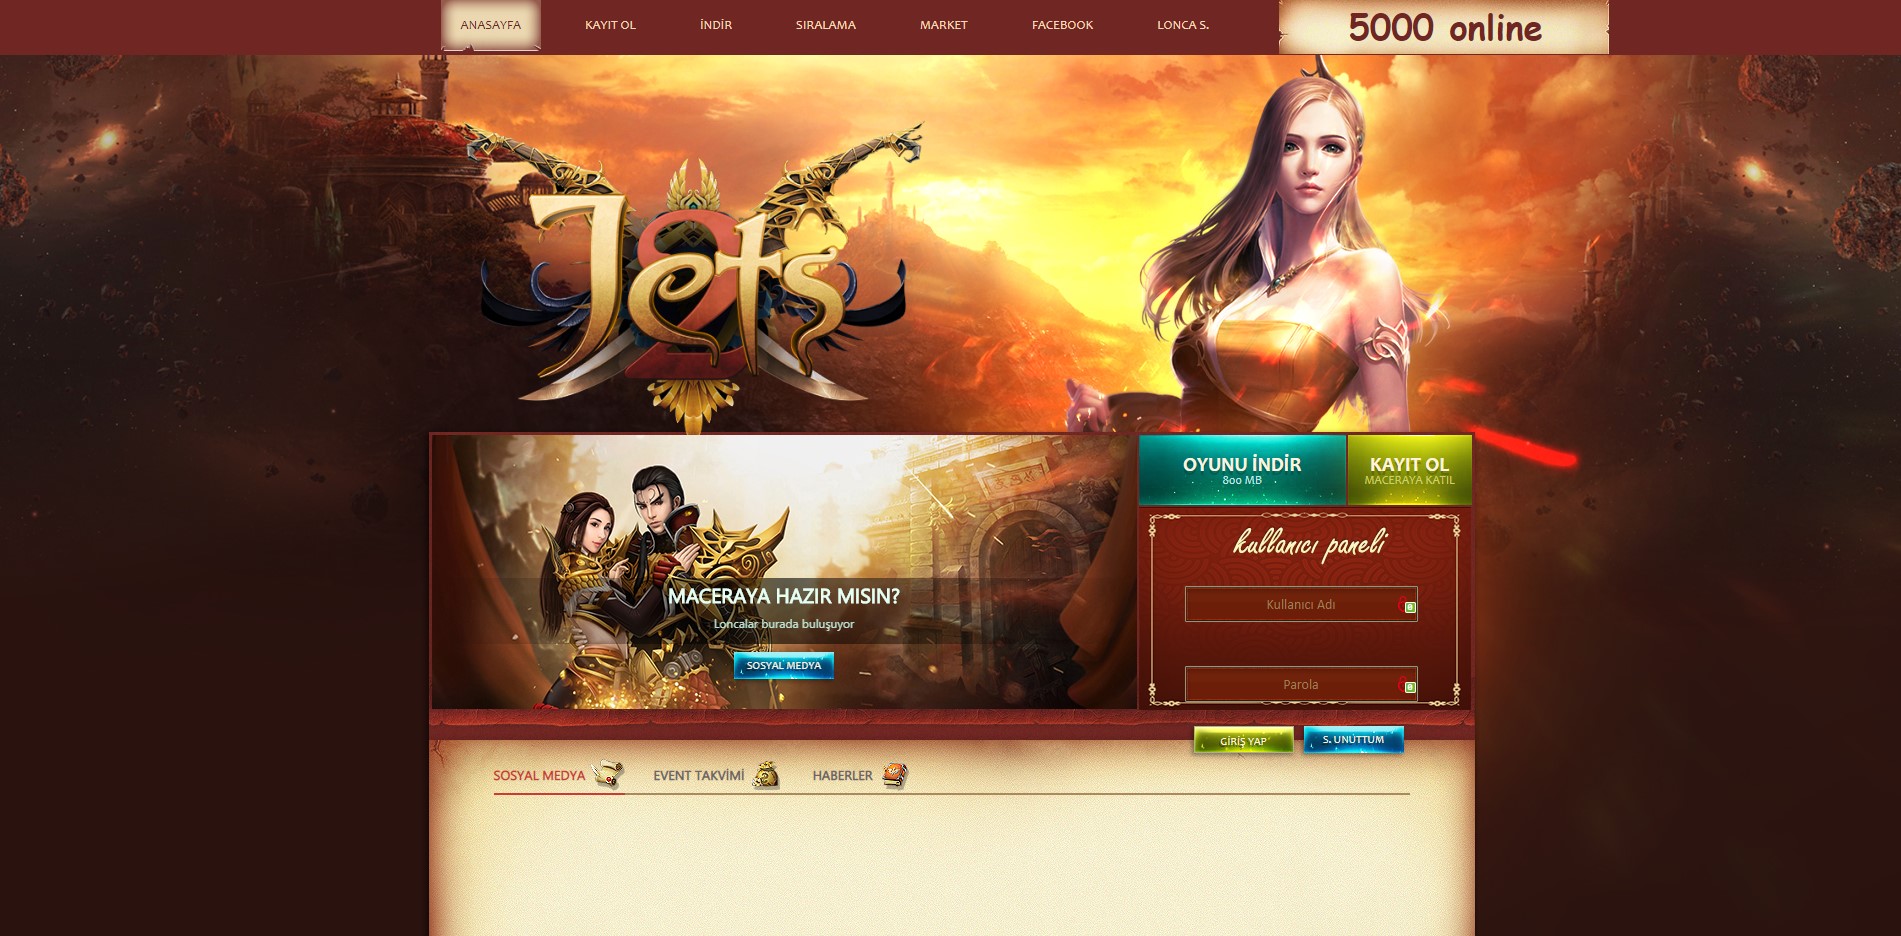 ANASAYFA
KAYIT OL
İNDİR
SIRALAMA
MARKET
FACEBOOK
LONCA S.
5000 online
Jets 2
OYUNU İNDİR
800 MB
KAYIT OL
MACERAYA KATIL
kullanıcı paneli
Kullanıcı Adı
Parola
MACERAYA HAZIR MISIN?
Loncalar burada buluşuyor
SOSYAL MEDYA
GİRİŞ YAP
S. UNUTTUM
SOSYAL MEDYA
EVENT TAKVİMİ
HABERLER